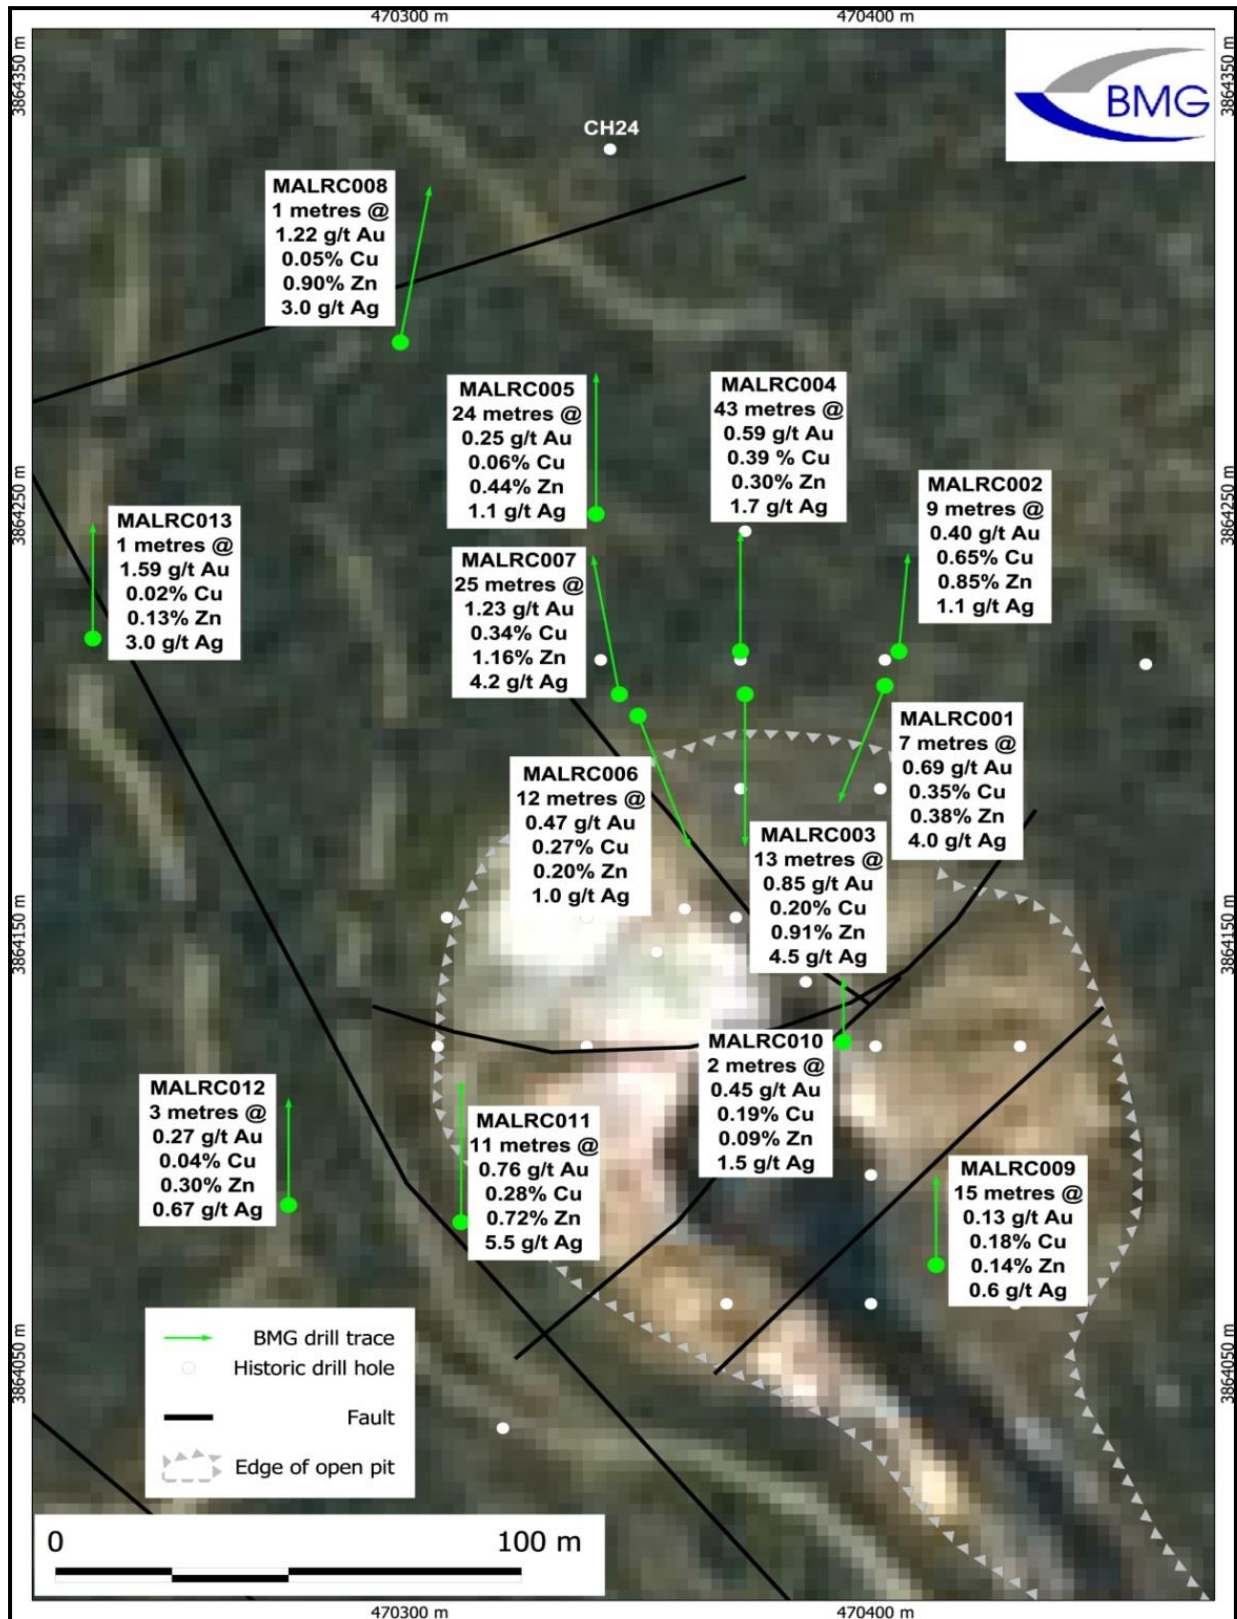 470300 m
470400 m
3864350 m
3864350 m
BMG
CH24
MALRC008
1 metres @
1.22 g/t Au
0.05% Cu
0.90% Zn
3.0 g/t Ag
MALRC005
24 metres @
0.25 g/t Au
0.06% Cu
0.44% Zn
1.1 g/t Ag
MALRC004
43 metres @
0.59 g/t Au
0.39 % Cu
0.30% Zn
1.7 g/t Ag
MALRC002
9 metres @
0.40 g/t Au
0.65% Cu
0.85% Zn
1.1 g/t Ag
3864250 m
3864250 m
MALRC013
1 metres @
1.59 g/t Au
0.02% Cu
0.13% Zn
3.0 g/t Ag
MALRC007
25 metres @
1.23 g/t Au
0.34% Cu
1.16% Zn
4.2 g/t Ag
MALRC001
7 metres @
0.69 g/t Au
0.35% Cu
0.38% Zn
4.0 g/t Ag
MALRC006
12 metres @
0.47 g/t Au
0.27% Cu
0.20% Zn
1.0 g/t Ag
MALRC003
13 metres @
0.85 g/t Au
0.20% Cu
0.91% Zn
4.5 g/t Ag
3864150 m
3864150 m
MALRC010
2 metres @
0.45 g/t Au
0.19% Cu
0.09% Zn
1.5 g/t Ag
MALRC012
3 metres @
0.27 g/t Au
0.04% Cu
0.30% Zn
0.67 g/t Ag
MALRC011
11 metres @
0.76 g/t Au
0.28% Cu
0.72% Zn
5.5 g/t Ag
MALRC009
15 metres @
0.13 g/t Au
0.18% Cu
0.14% Zn
0.6 g/t Ag
3864050 m
3864050 m
BMG drill trace
Historic drill hole
Fault
Edge of open pit
0
100 m
470300 m
470400 m